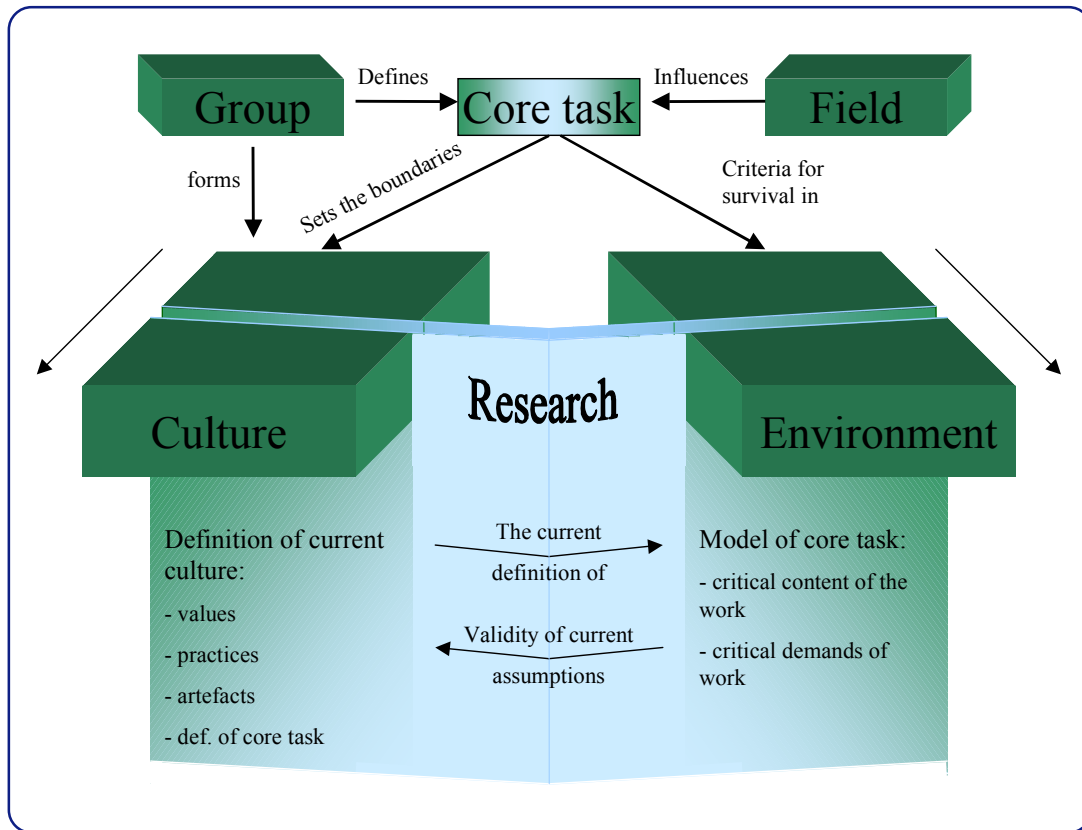 Defines
Influences
Group
Core task
Field
forms
Sets the boundaries
Criteria for
survival in
Research
Culture
Environment
Definition of current
culture:
- values
- practices
- artefacts
- def. of core task
The current
definition of
Validity of current
assumptions
Model of core task:
- critical content of the
work
- critical demands of
work